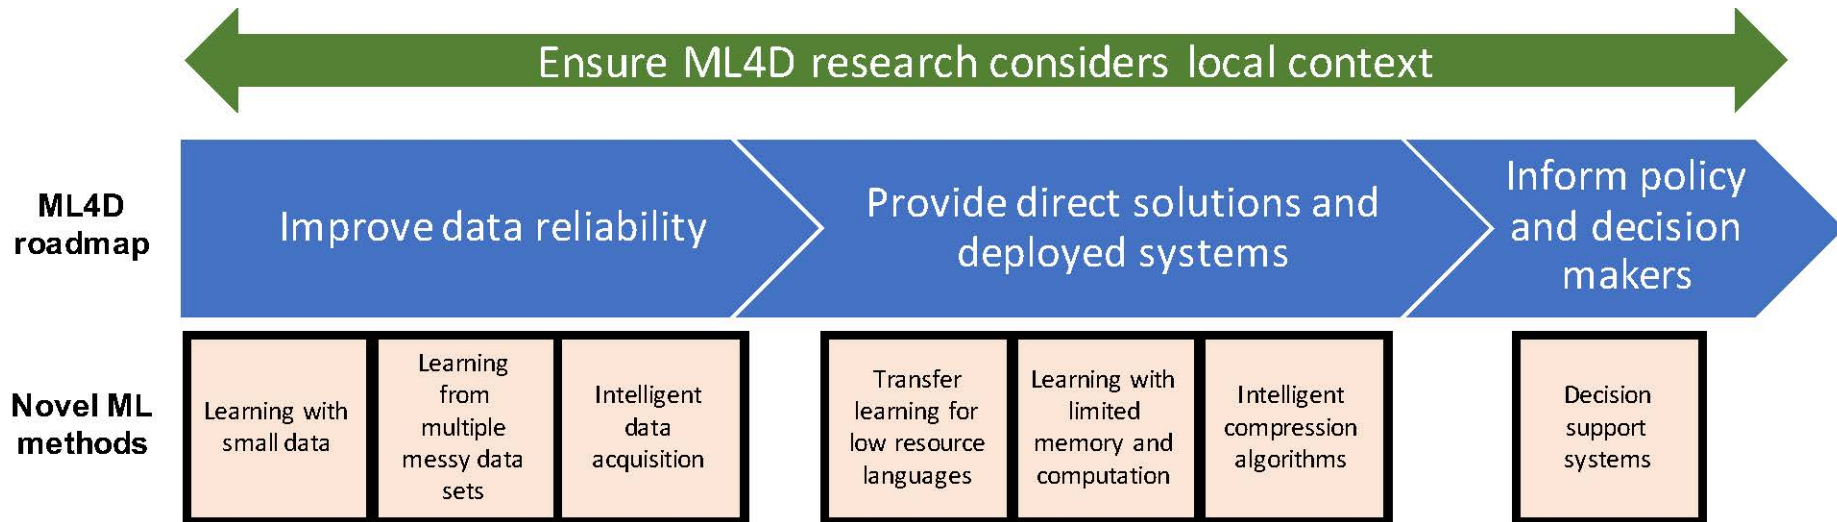 Ensure ML4D research considers local context
ML4D
roadmap
Improve data reliability
Provide direct solutions and
deployed systems
Inform policy
and decision
makers
Novel ML
methods
Learning with
small data
Learning
from
multiple
messy data
sets
Intelligent
data
acquisition
Transfer
learning for
low resource
languages
Learning with
limited
memory and
computation
Intelligent
compression
algorithms
Decision
support
systems